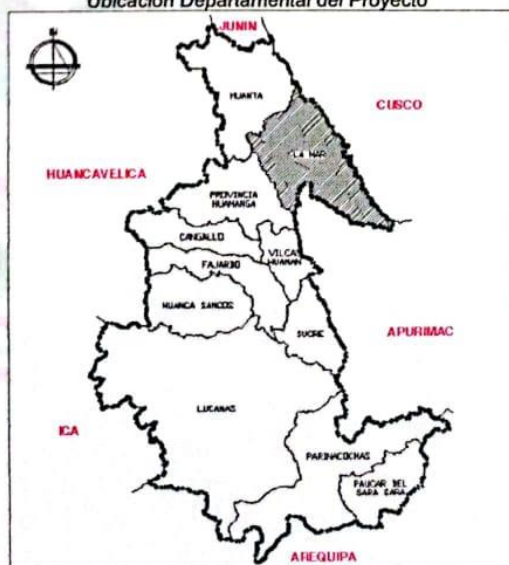 Ubicación Departamental del Proyecto
JUNIN
N
HUANTA
CUSCO
LA MAR
HUANCAVELICA
PROVINCIA
HUAMANGA
CANGALLO
VILCAS
HUAMAN
FAJARDO
HUANCA SANCOS
SUCRE
APURIMAC
LUCANAS
ICA
PARINACOCHAS
PAUCAR DEL
SARA SARA
AREQUIPA